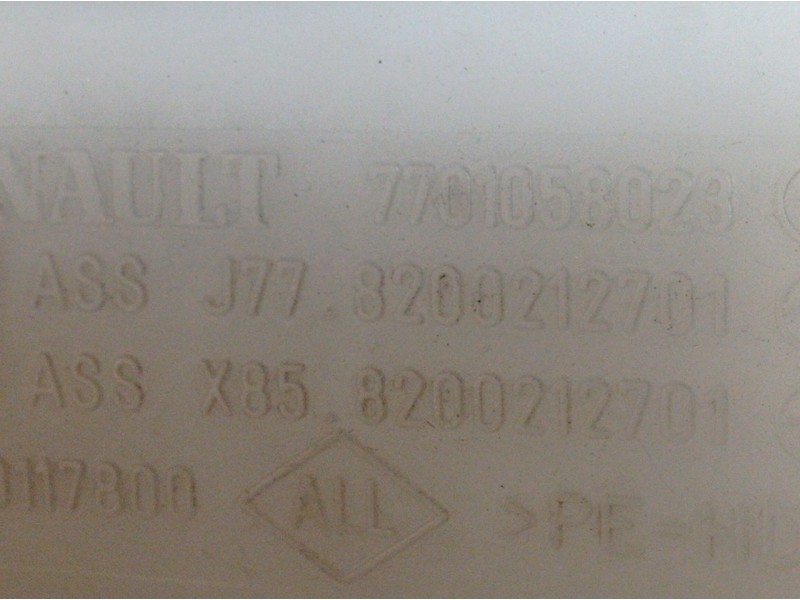 NAULT 7701058023
ASS J77.8200212701
ASS X85.8200212701
0117800 ALL >PE-HD